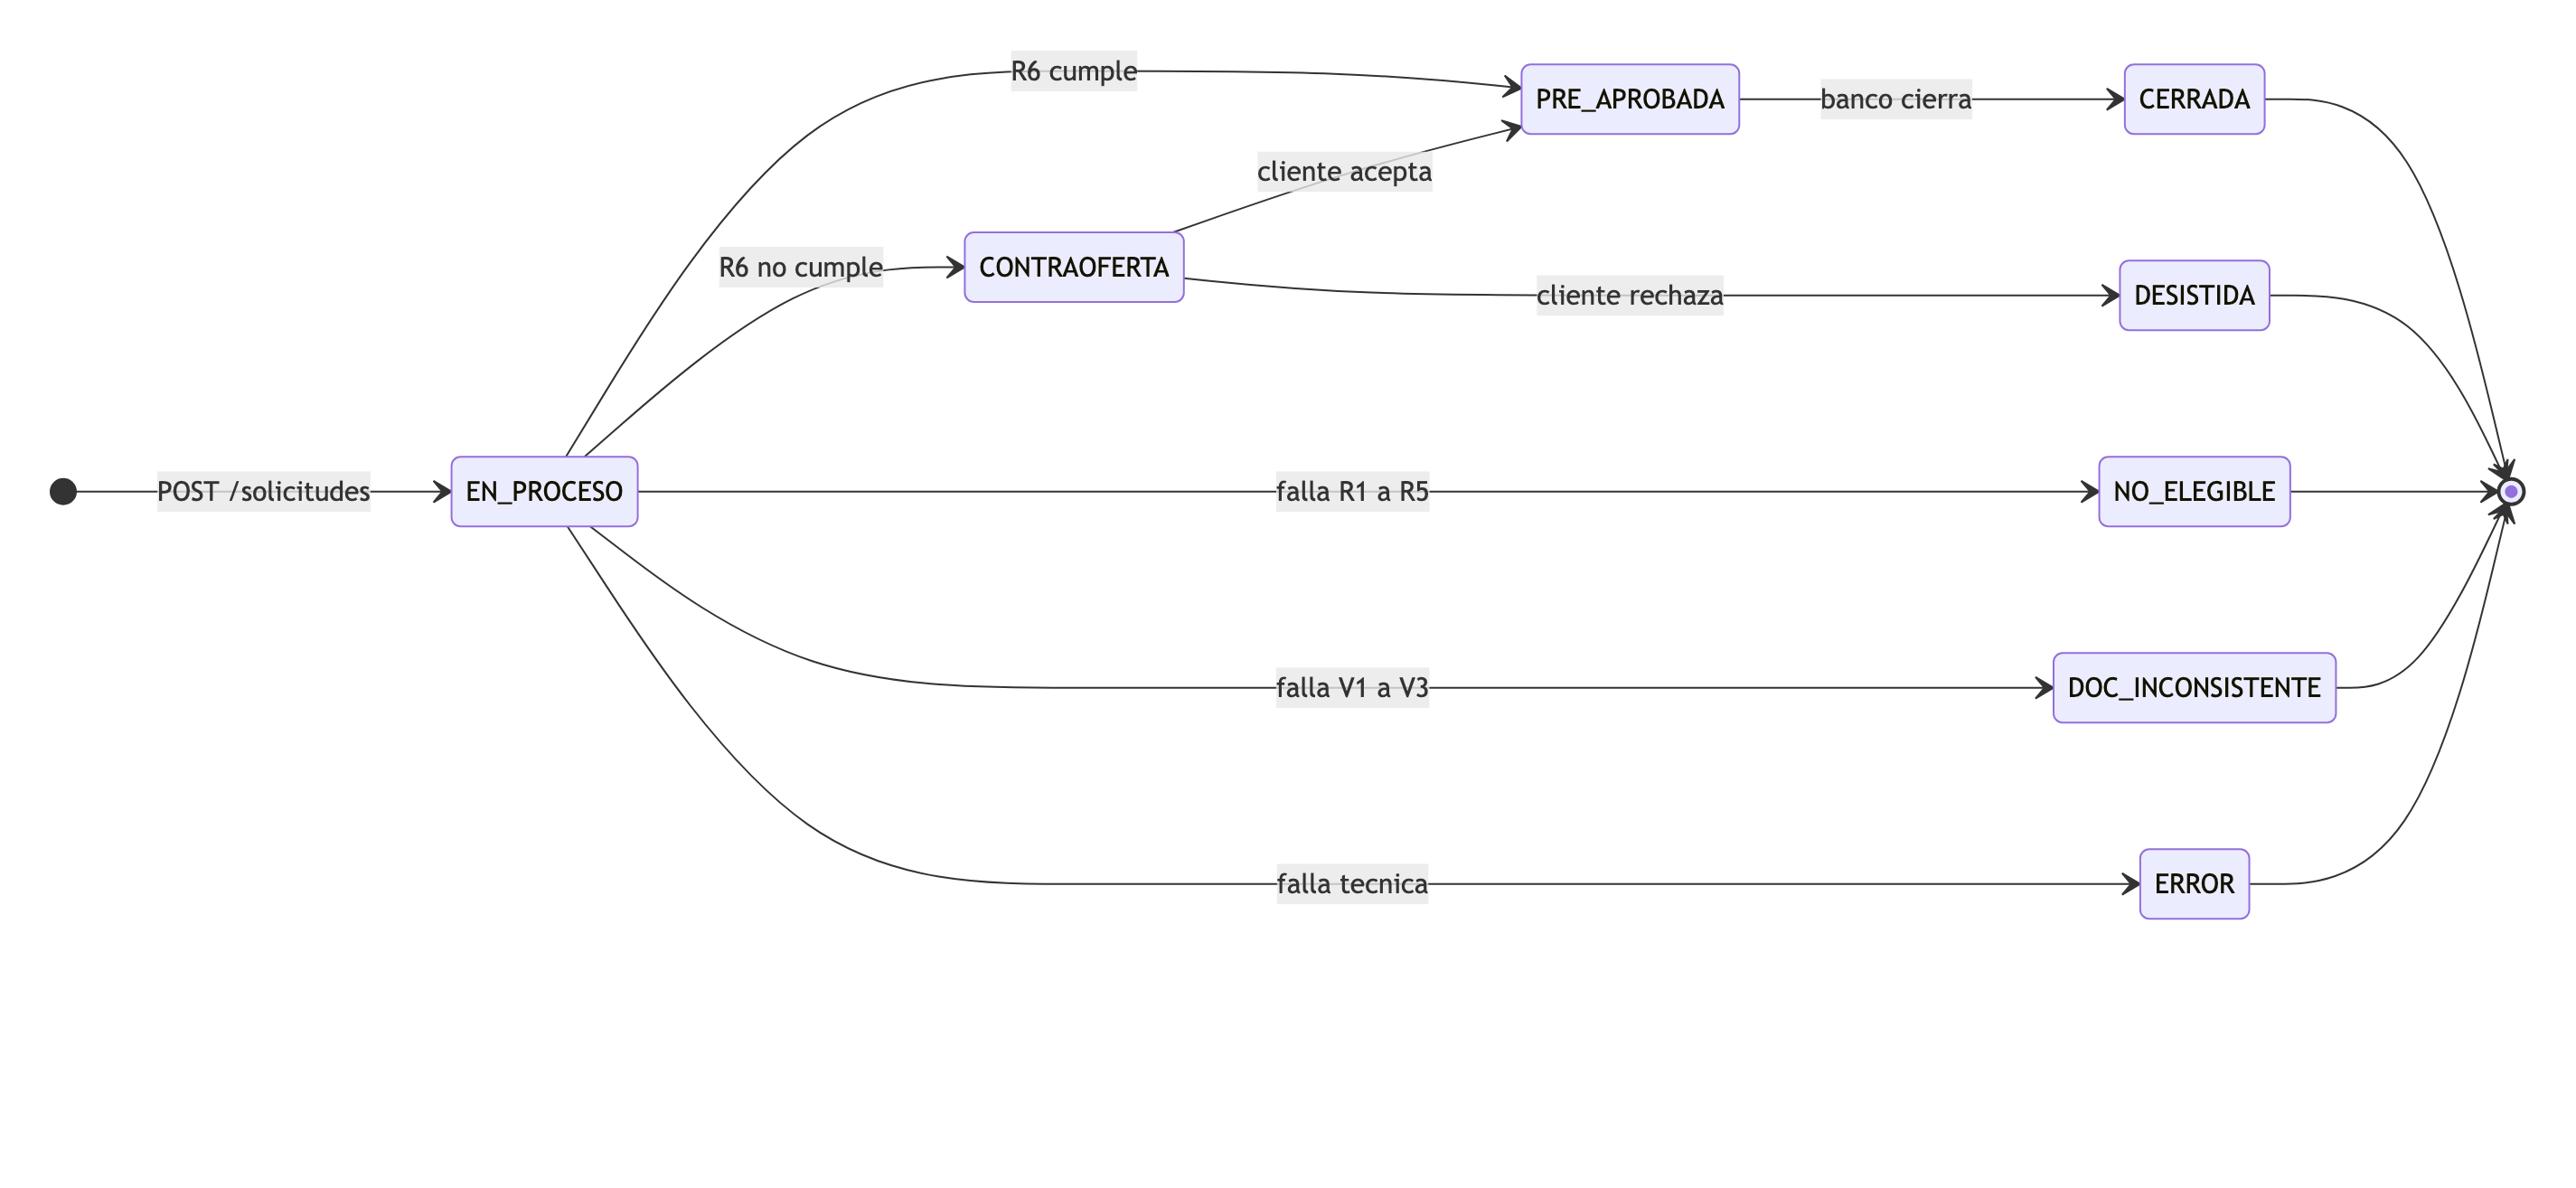 R6 cumple
PRE_APROBADA
banco cierra
CERRADA
cliente acepta
R6 no cumple
CONTRAOFERTA
cliente rechaza
DESISTIDA
POST /solicitudes
EN_PROCESO
falla R1 a R5
NO_ELEGIBLE
falla V1 a V3
DOC_INCONSISTENTE
falla tecnica
ERROR